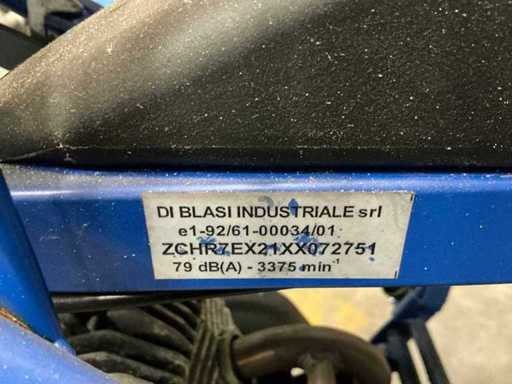 DI BLASI INDUSTRIALE srl
e1-92/61-00034/01
ZCHR7EX21XX072751
79 dB(A) - 3375 min⁻¹